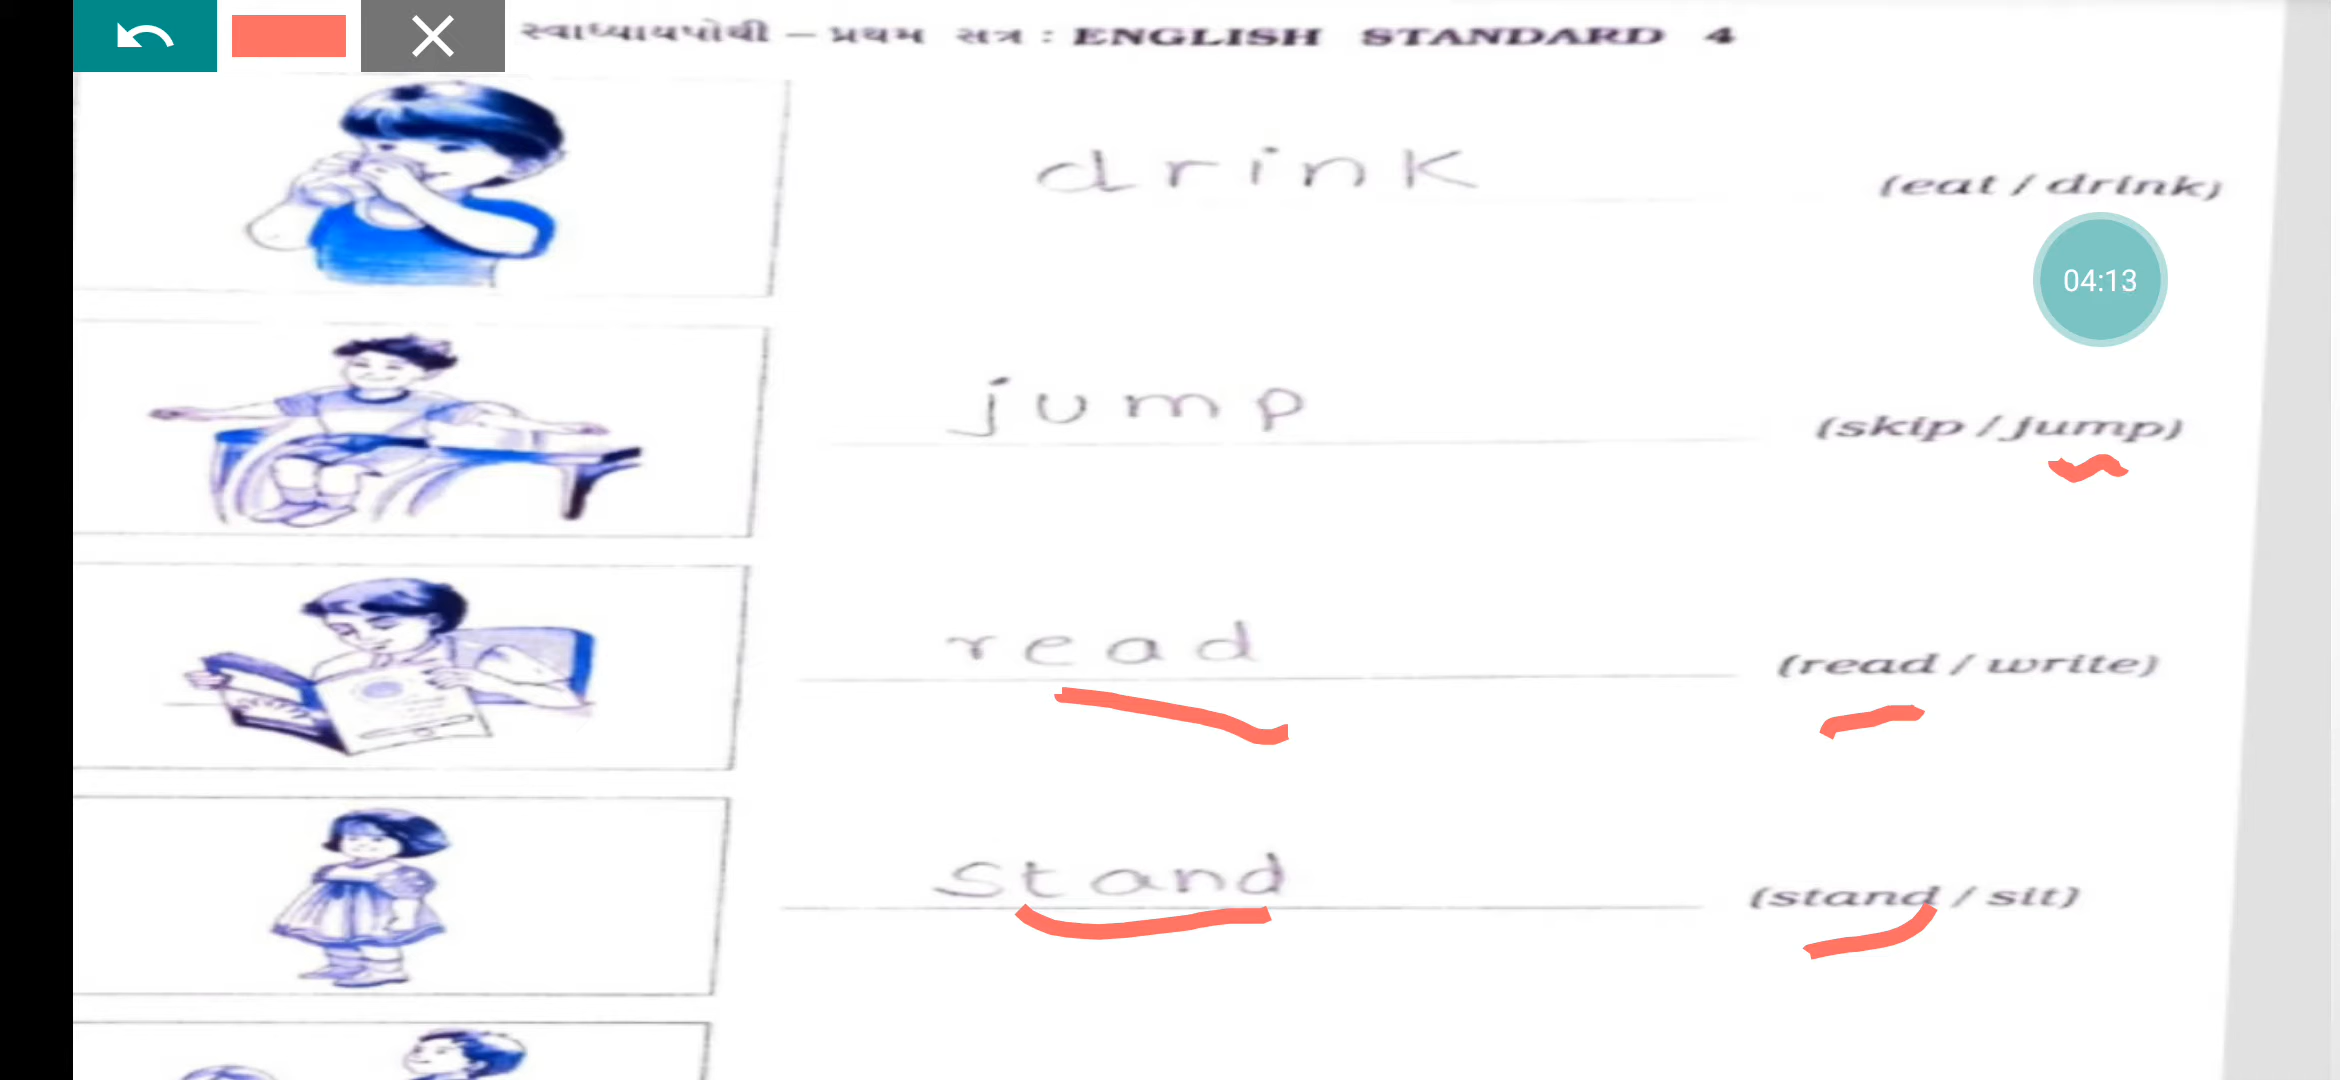 સ્વાધ્યાયપોથી – પ્રથમ સત્ર : ENGLISH STANDARD 4
drink (eat / drink)
04:13
jump (skip / jump)
read (read / write)
stand (stand / sit)